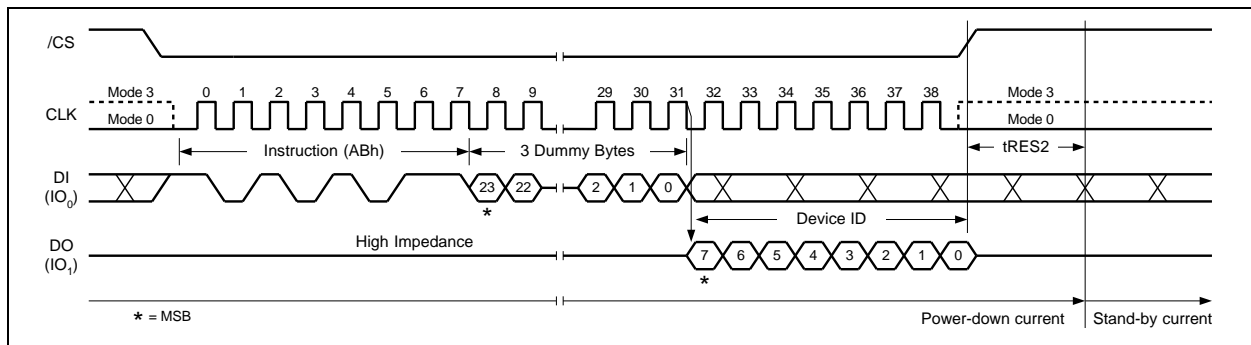 /CS
Mode 3
0 1 2 3 4 5 6 7 8 9 29 30 31 32 33 34 35 36 37 38
Mode 3
CLK
Mode 0
Mode 0
Instruction (ABh)
3 Dummy Bytes
tRES2
DI
(IO₀)
23 22 2 1 0
*
Device ID
High Impedance
DO
(IO₁)
7 6 5 4 3 2 1 0
*
* = MSB
Power-down current
Stand-by current